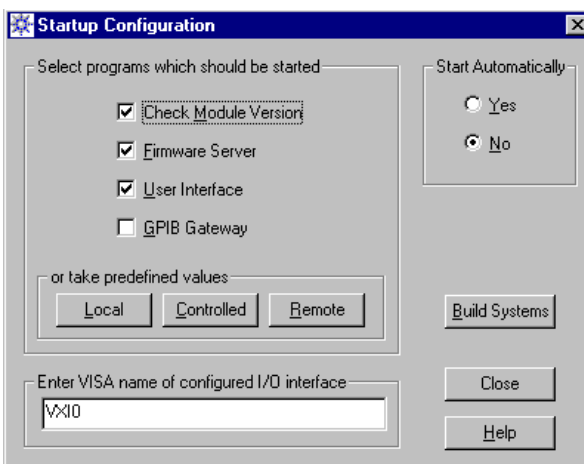 Startup Configuration
Select programs which should be started
Check Module Version
Firmware Server
User Interface
GPIB Gateway
or take predefined values
Local Controlled Remote
Enter VISA name of configured I/O interface
VXI0
Start Automatically
Yes
No
Build Systems
Close
Help